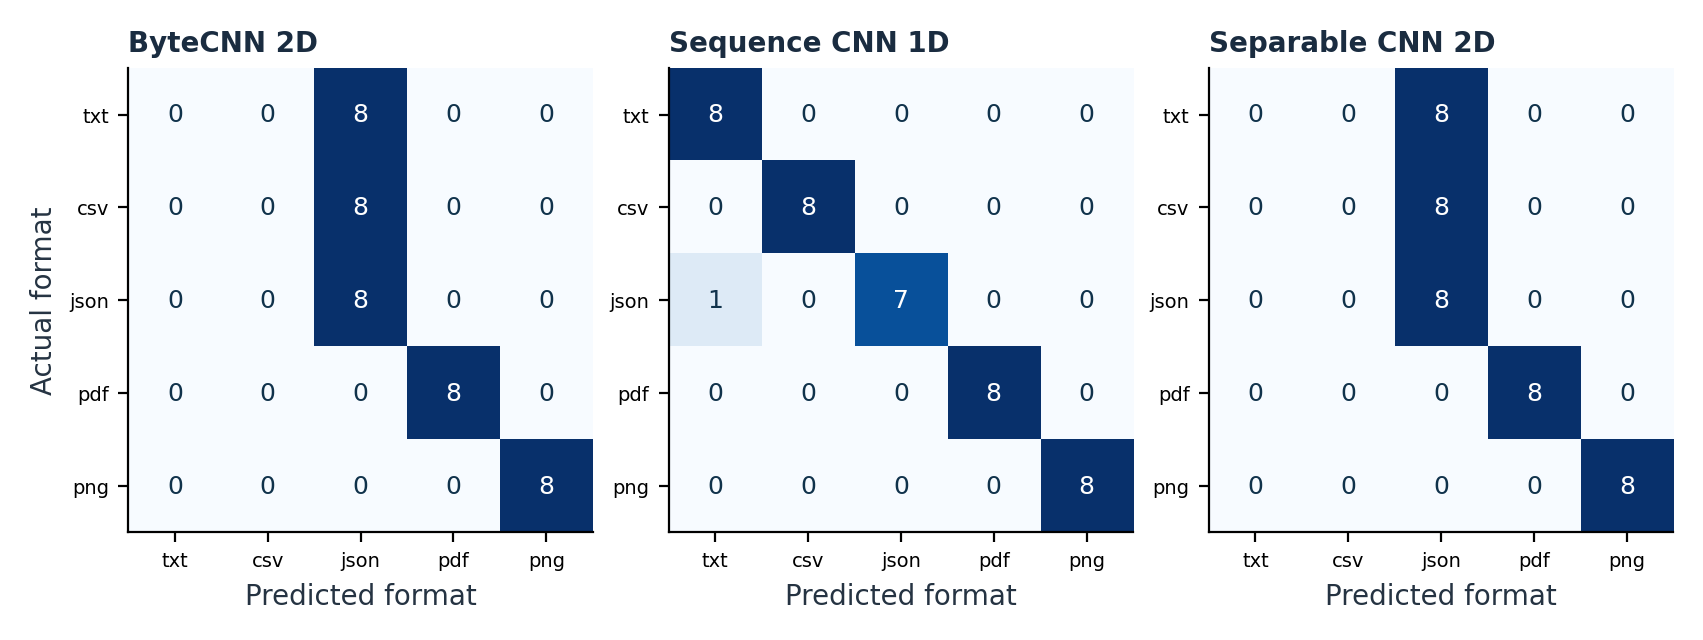 ByteCNN 2D Sequence CNN 1D Separable CNN 2D
txt 0 0 8 0 0 txt 8 0 0 0 0 txt 0 0 8 0 0
csv 0 0 8 0 0 csv 0 8 0 0 0 csv 0 0 8 0 0
json 0 0 8 0 0 json 1 0 7 0 0 json 0 0 8 0 0
pdf 0 0 0 8 0 pdf 0 0 0 8 0 pdf 0 0 0 8 0
png 0 0 0 0 8 png 0 0 0 0 8 png 0 0 0 0 8
txt csv json pdf png txt csv json pdf png txt csv json pdf png
Predicted format Predicted format Predicted format
Actual format